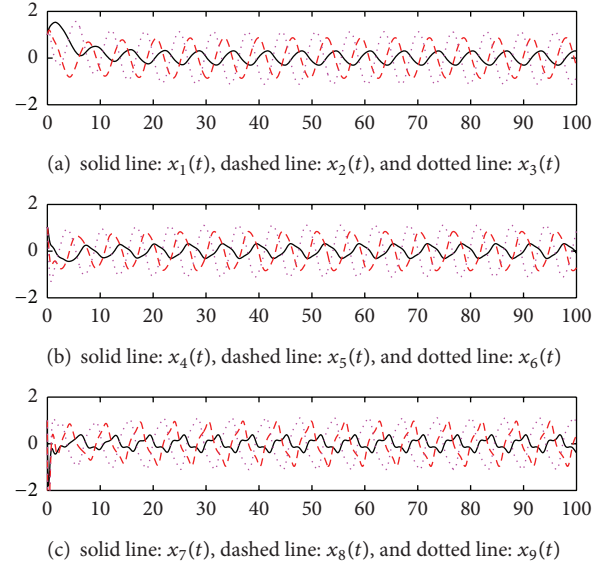 2
0
−2
0 10 20 30 40 50 60 70 80 90 100
(a) solid line: x₁(t), dashed line: x₂(t), and dotted line: x₃(t)
2
0
−2
0 10 20 30 40 50 60 70 80 90 100
(b) solid line: x₄(t), dashed line: x₅(t), and dotted line: x₆(t)
2
0
−2
0 10 20 30 40 50 60 70 80 90 100
(c) solid line: x₇(t), dashed line: x₈(t), and dotted line: x₉(t)